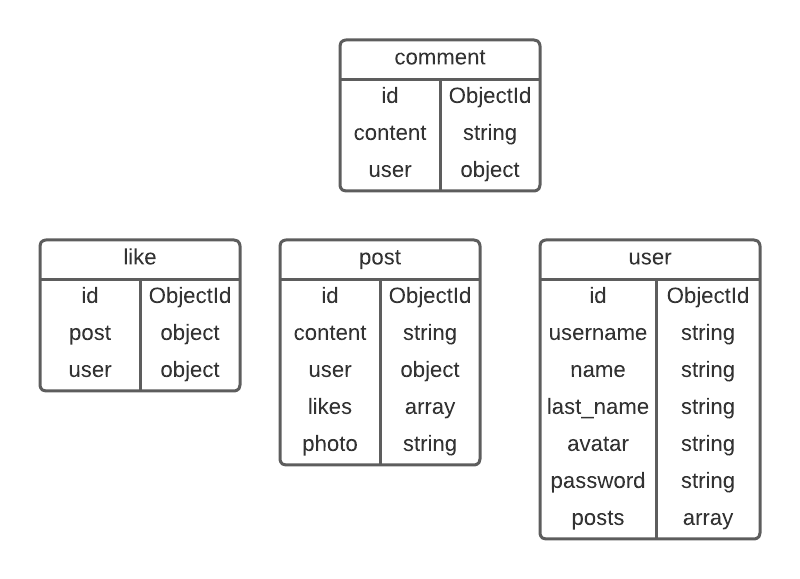 comment
id ObjectId
content string
user object
like
id ObjectId
post object
user object
post
id ObjectId
content string
user object
likes array
photo string
user
id ObjectId
username string
name string
last_name string
avatar string
password string
posts array